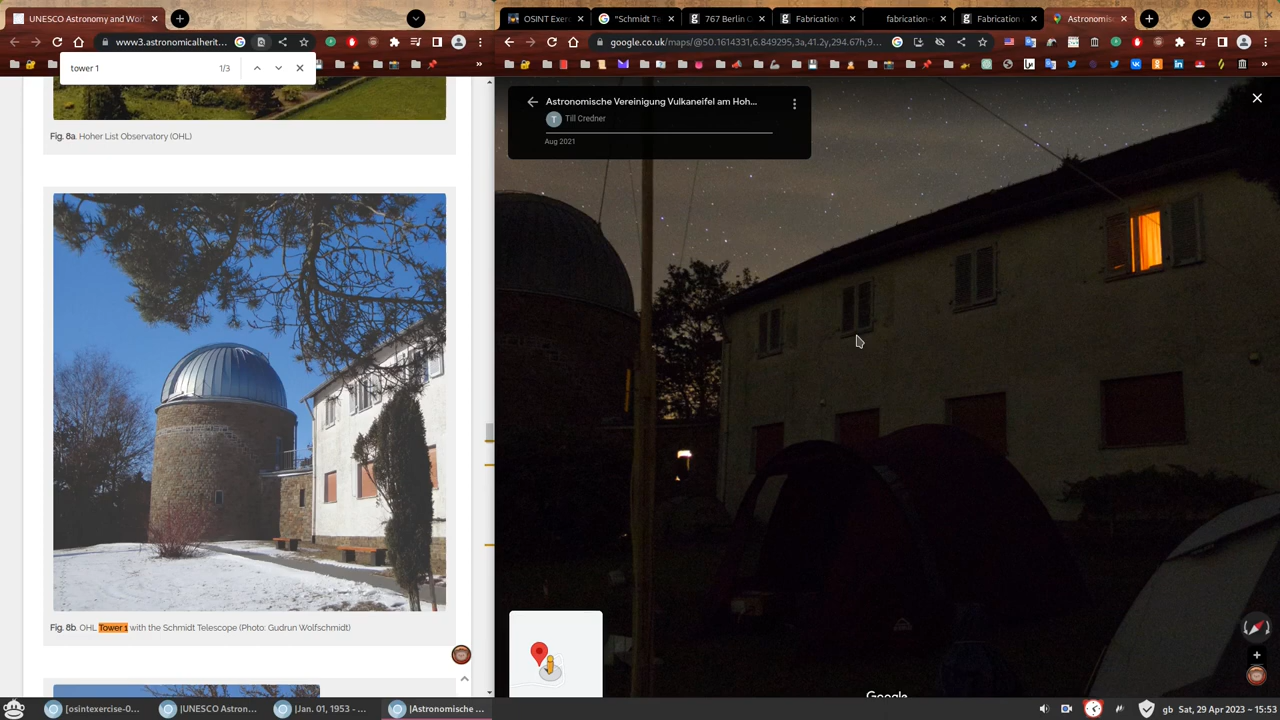 UNESCO Astronomy and Wor
OSINT Exer
"Schmidt Te
767 Berlin C
Fabrication
fabrication-
Fabrication
Astronomis
www3.astronomicalherit...
google.co.uk/maps/@50.1614331,6.849295,3a,41.2y,294.67h,9...
tower 1
1/3
Fig. 8a. Hoher List Observatory (OHL)
Fig. 8b. OHL Tower 1 with the Schmidt Telescope (Photo: Gudrun Wolfschmidt)
Astronomische Vereinigung Vulkaneifel am Hoh...
T
Till Credner
Aug 2021
Google
[osintexercise-0...
[UNESCO Astron...
[Jan. 01, 1953 - ...
[Astronomische ...
gb Sat, 29 Apr 2023 ~ 15:53